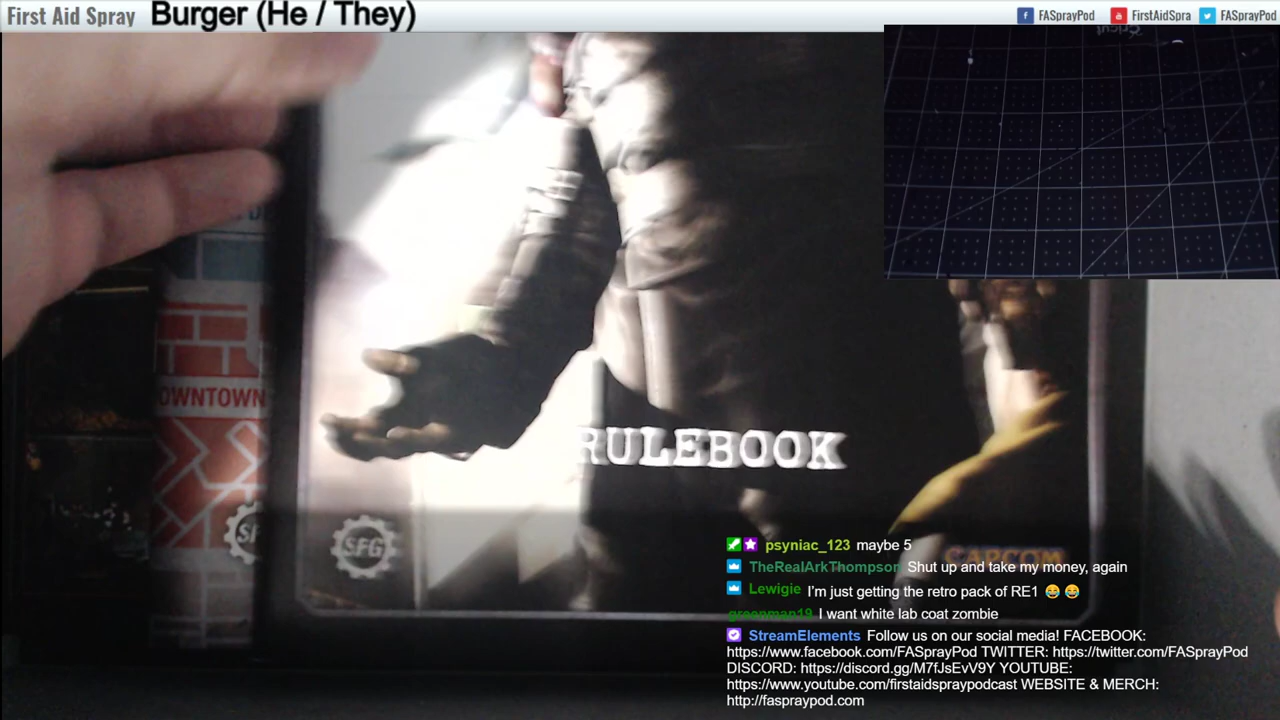 First Aid Spray Burger (He / They) FASprayPod FirstAidSpra FASprayPod
Cricut
DOWNTOWN
RULEBOOK
SFG
CAPCOM
psyniac_123 maybe 5
TheRealArkThompson Shut up and take my money, again
Lewigie I'm just getting the retro pack of RE1 😂 😂
greenman19 I want white lab coat zombie
StreamElements Follow us on our social media! FACEBOOK:
https://www.facebook.com/FASprayPod TWITTER: https://twitter.com/FASprayPod
DISCORD: https://discord.gg/M7fJsEvV9Y YOUTUBE:
https://www.youtube.com/firstaidspraypodcast WEBSITE & MERCH:
http://faspraypod.com